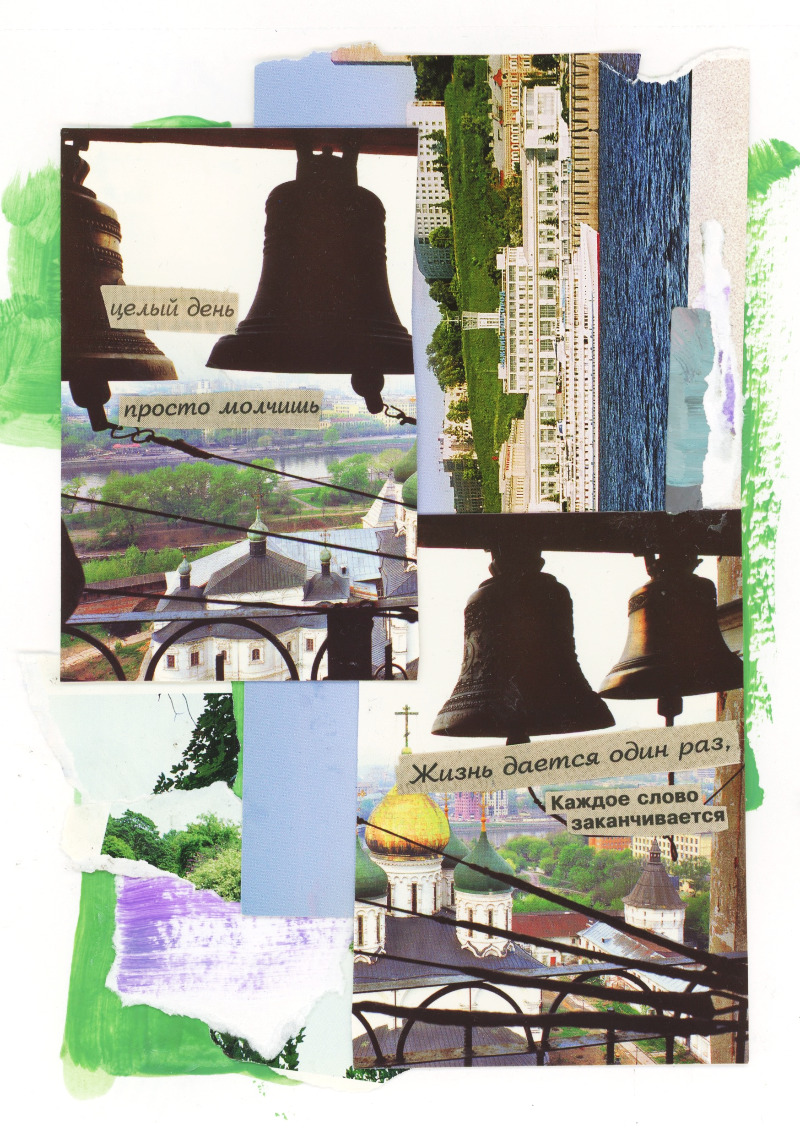 целый день
просто молчишь
Жизнь дается один раз,
Каждое слово
заканчивается